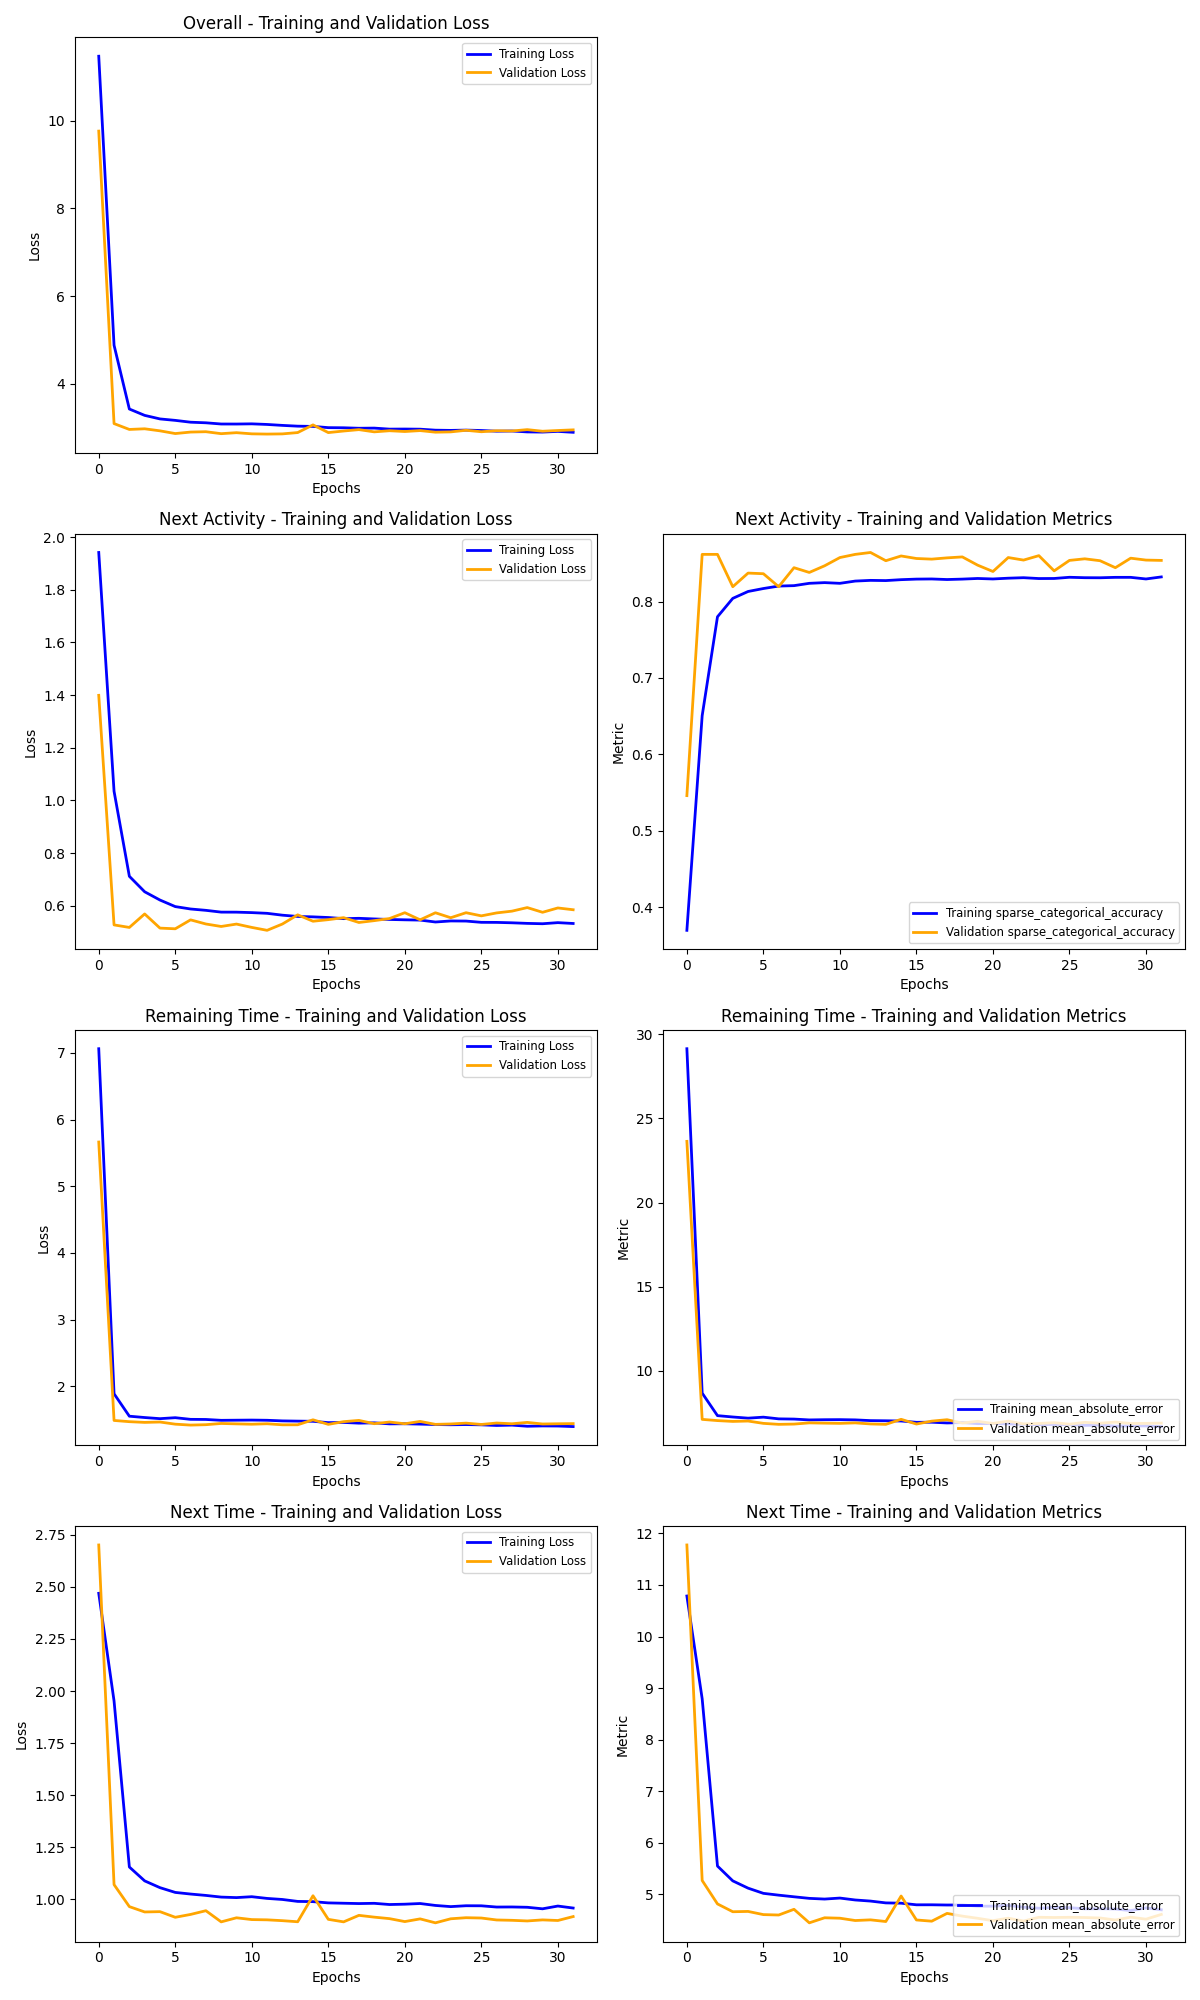 Overall - Training and Validation Loss
Training Loss
Validation Loss
10
8
6
4
Loss
0 5 10 15 20 25 30
Epochs
Next Activity - Training and Validation Loss
Training Loss
Validation Loss
2.0
1.8
1.6
1.4
1.2
1.0
0.8
0.6
Loss
0 5 10 15 20 25 30
Epochs
Next Activity - Training and Validation Metrics
0.8
0.7
0.6
0.5
0.4
Metric
Training sparse_categorical_accuracy
Validation sparse_categorical_accuracy
0 5 10 15 20 25 30
Epochs
Remaining Time - Training and Validation Loss
Training Loss
Validation Loss
7
6
5
4
3
2
Loss
0 5 10 15 20 25 30
Epochs
Remaining Time - Training and Validation Metrics
30
25
20
15
10
Metric
Training mean_absolute_error
Validation mean_absolute_error
0 5 10 15 20 25 30
Epochs
Next Time - Training and Validation Loss
Training Loss
Validation Loss
2.75
2.50
2.25
2.00
1.75
1.50
1.25
1.00
Loss
0 5 10 15 20 25 30
Epochs
Next Time - Training and Validation Metrics
12
11
10
9
8
7
6
5
Metric
Training mean_absolute_error
Validation mean_absolute_error
0 5 10 15 20 25 30
Epochs